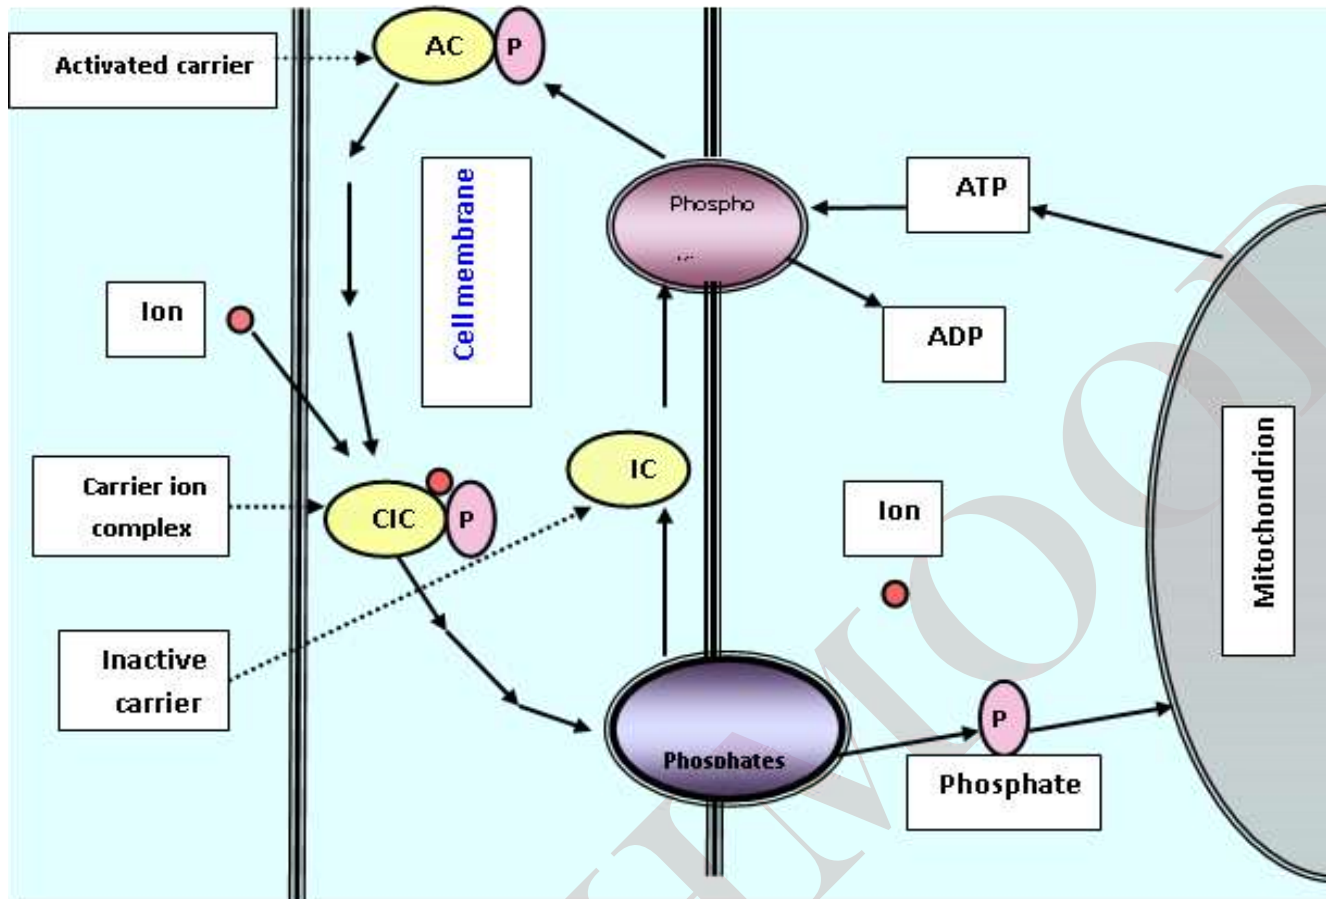 AC
P
Activated carrier
Cell membrane
Phospho
ATP
ADP
Ion
Carrier ion
complex
CIC
P
IC
Ion
Mitochondrion
Inactive
carrier
Phosphates
P
Phosphate